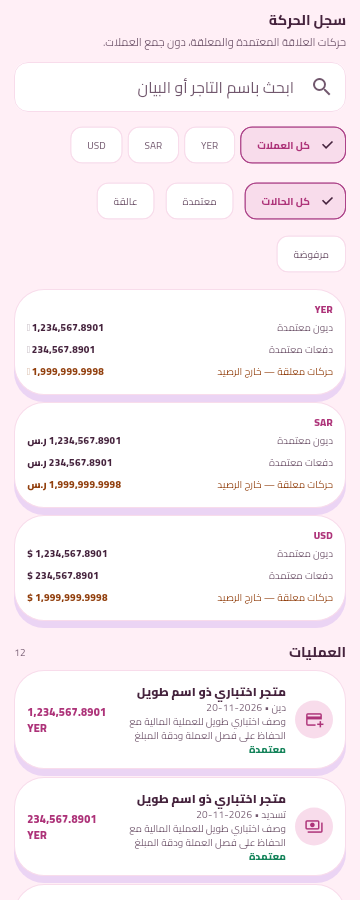 سجل الحركة
حركات العلاقة المعتمدة والمعلقة، دون جمع العملات.
ابحث باسم التاجر أو البيان
كل العملات
YER
SAR
USD
كل الحالات
معتمدة
عالقة
مرفوضة
YER
ديون معتمدة 1,234,567.8901
دفعات معتمدة 234,567.8901
حركات معلقة — خارج الرصيد 1,999,999.9998
SAR
ديون معتمدة 1,234,567.8901 ر.س
دفعات معتمدة 234,567.8901 ر.س
حركات معلقة — خارج الرصيد 1,999,999.9998 ر.س
USD
ديون معتمدة $ 1,234,567.8901
دفعات معتمدة $ 234,567.8901
حركات معلقة — خارج الرصيد $ 1,999,999.9998
العمليات 12
متجر اختباري ذو اسم طويل
دين • 2026-11-20
وصف اختباري طويل للعملية المالية مع
الحفاظ على فصل العملة ودقة المبلغ
معتمدة
1,234,567.8901
YER
متجر اختباري ذو اسم طويل
تسديد • 2026-11-20
وصف اختباري طويل للعملية المالية مع
الحفاظ على فصل العملة ودقة المبلغ
معتمدة
234,567.8901
YER